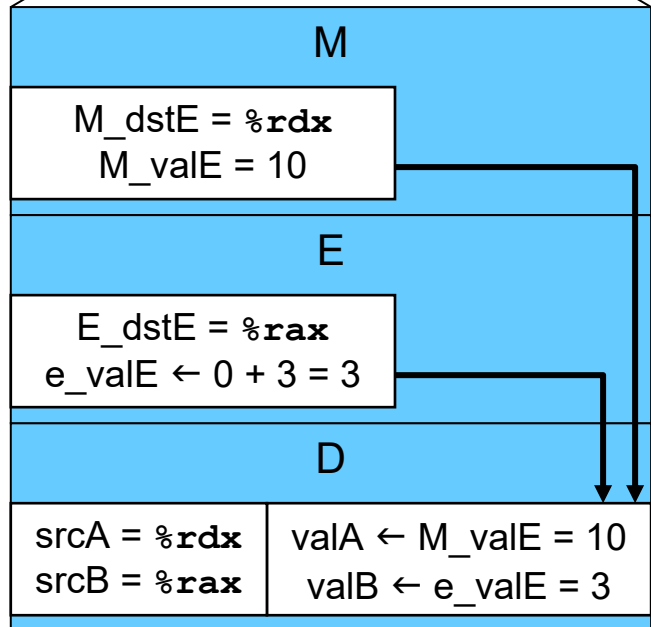 M
M_dstE = %rdx
M_valE = 10
E
E_dstE = %rax
e_valE ← 0 + 3 = 3
D
srcA = %rdx
srcB = %rax
valA ← M_valE = 10
valB ← e_valE = 3